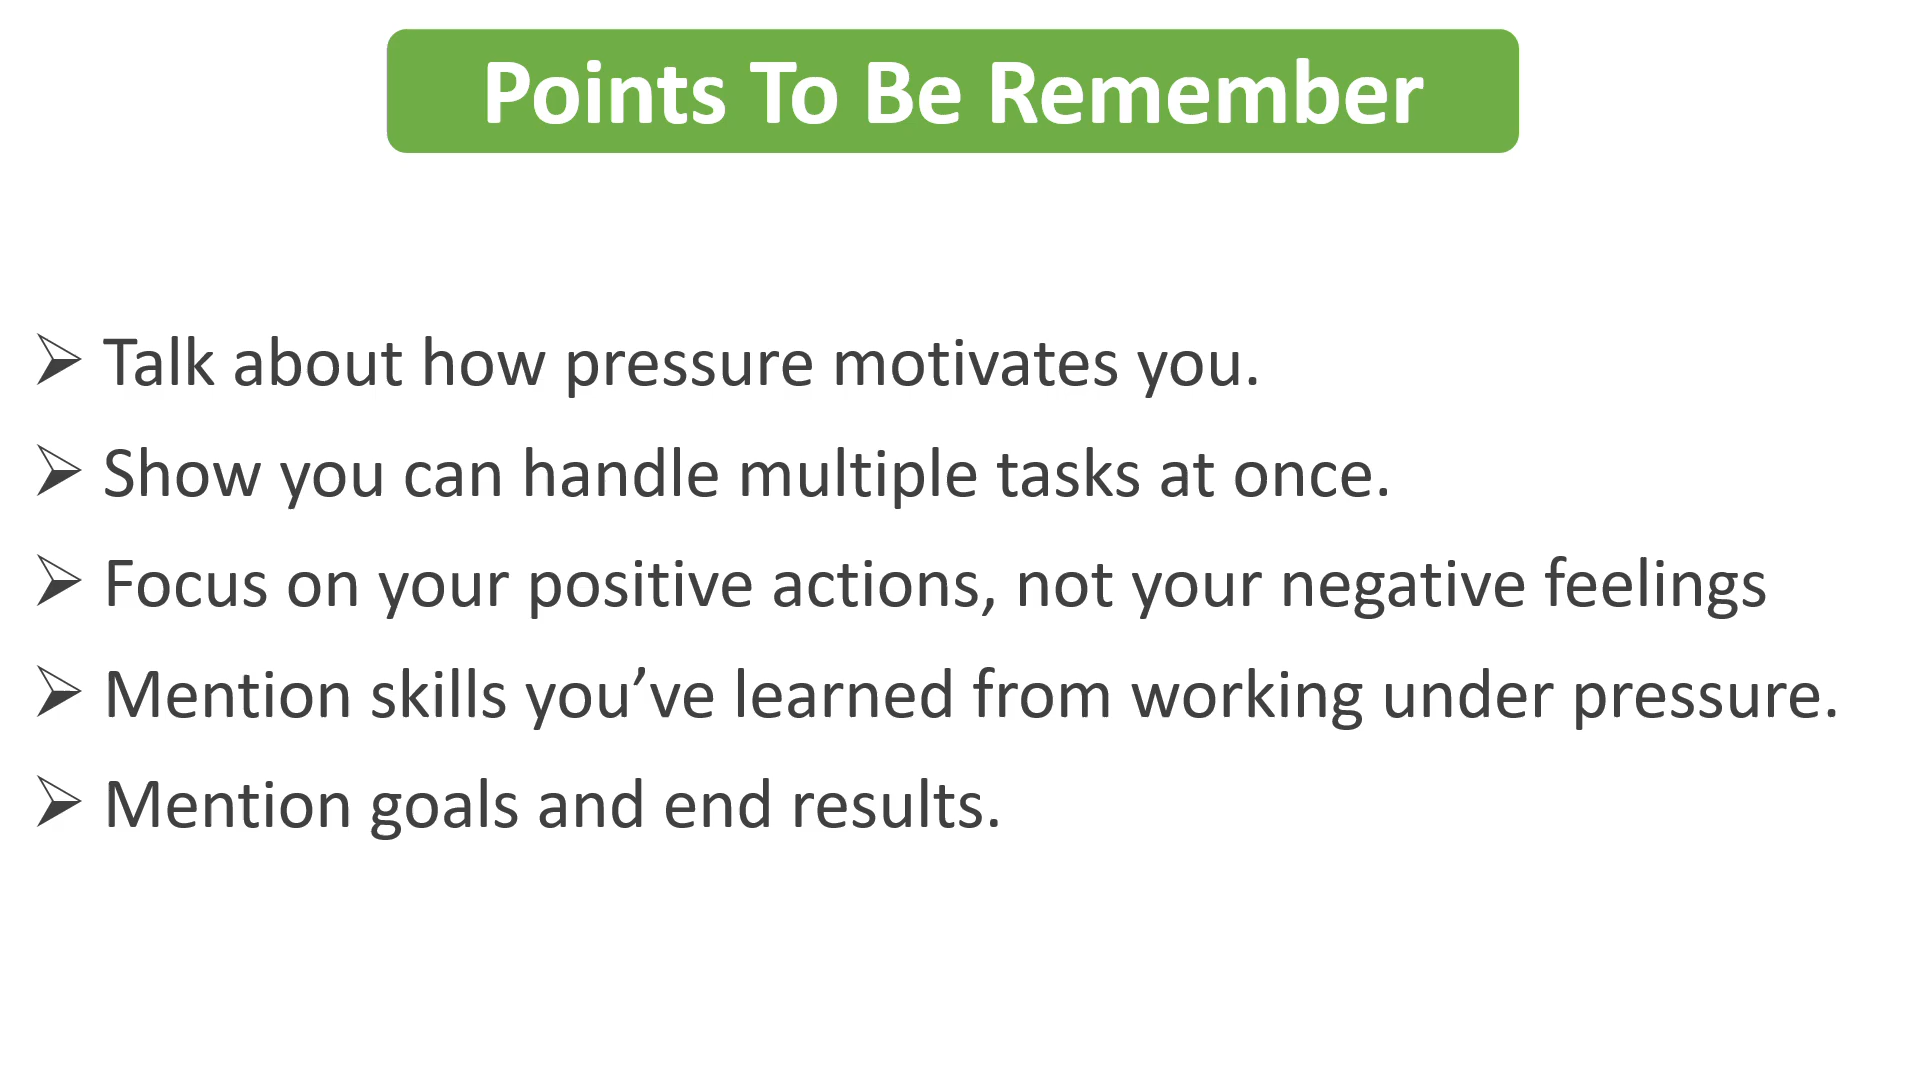 Points To Be Remember
➢ Talk about how pressure motivates you.
➢ Show you can handle multiple tasks at once.
➢ Focus on your positive actions, not your negative feelings
➢ Mention skills you’ve learned from working under pressure.
➢ Mention goals and end results.